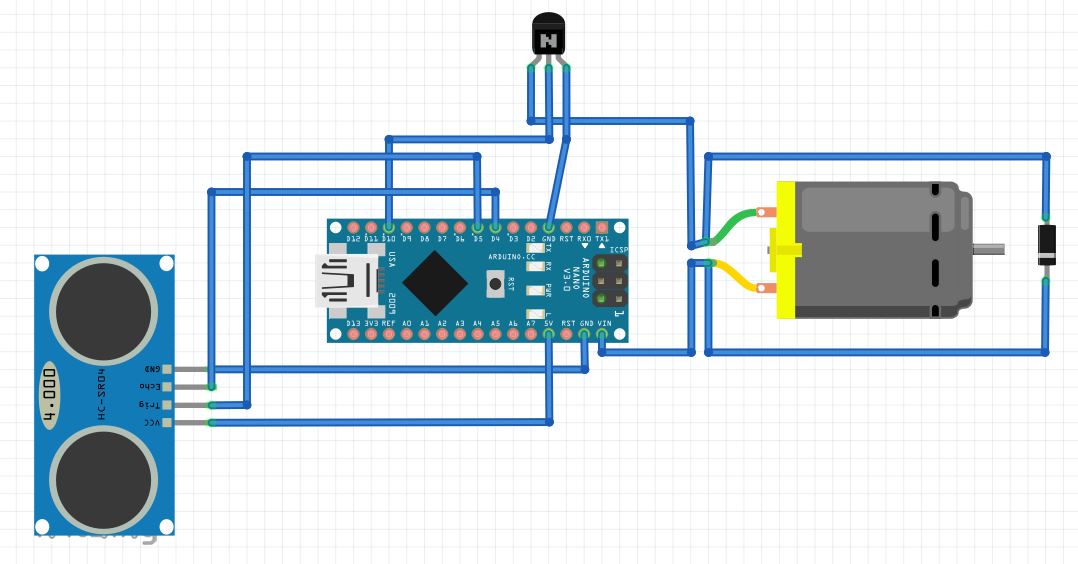 N
D12 D11 D10 D9 D8 D7 D6 D5 D4 D3 D2 GND RST RX0 TX1
ICSP
USA
ARDUINO.CC
TX
RX
RST
ARDUINO
NANO
V3.0
PWR
2009
L
1
D13 3V3 REF A0 A1 A2 A3 A4 A5 A6 A7 5V RST GND VIN
4.000
HC-SR04
GND
Echo
Trig
VCC